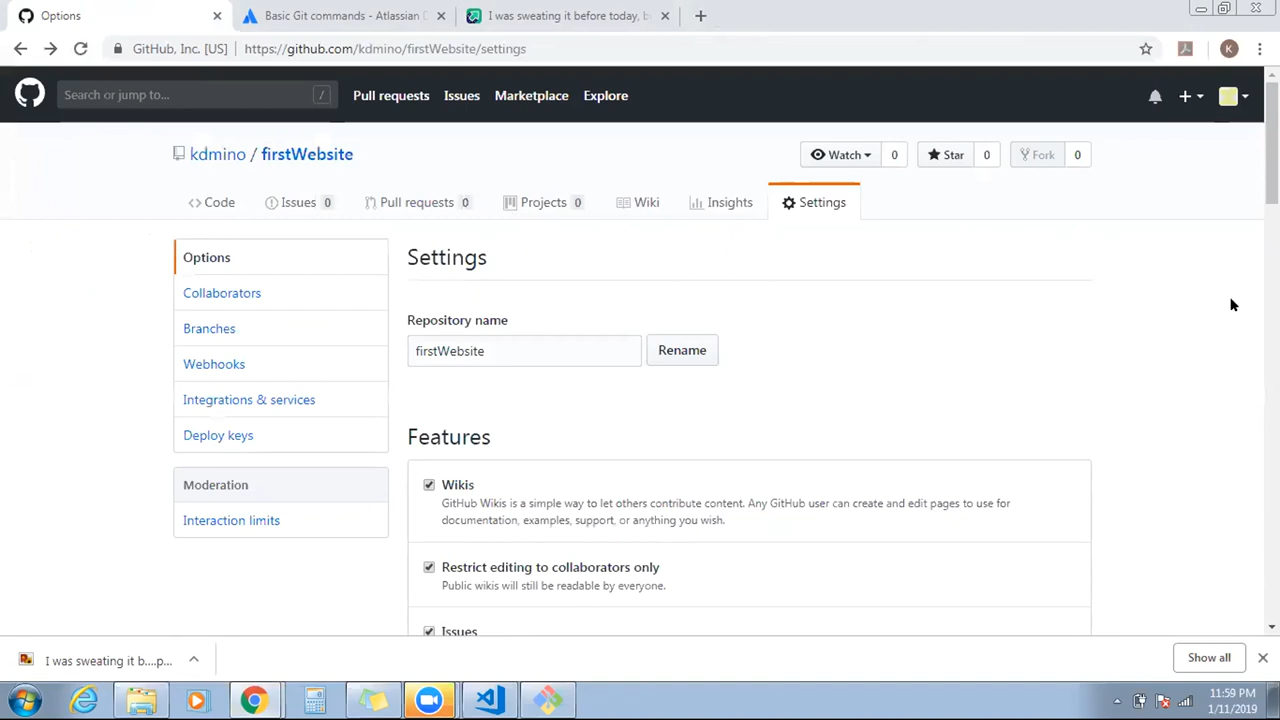 Options
Basic Git commands - Atlassian D
I was sweating it before today, b
GitHub, Inc. [US] https://github.com/kdmino/firstWebsite/settings
K
Search or jump to... /
Pull requests Issues Marketplace Explore
kdmino / firstWebsite
Watch 0 Star 0 Fork 0
Code Issues 0 Pull requests 0 Projects 0 Wiki Insights Settings
Options
Collaborators
Branches
Webhooks
Integrations & services
Deploy keys
Moderation
Interaction limits
Settings
Repository name
firstWebsite Rename
Features
Wikis
GitHub Wikis is a simple way to let others contribute content. Any GitHub user can create and edit pages to use for
documentation, examples, support, or anything you wish.
Restrict editing to collaborators only
Public wikis will still be readable by everyone.
Issues
I was sweating it b....p...
Show all
11:59 PM
1/11/2019